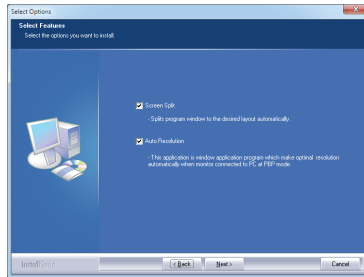 Select Options
Select Features
Select the options you want to install.
Screen Split
- Splits program window to the desired layout automatically.
Auto Resolution
- This application is window application program which make optimal resolution
automatically when monitor connected to PC at PBP mode.
InstallShield
< Back
Next >
Cancel